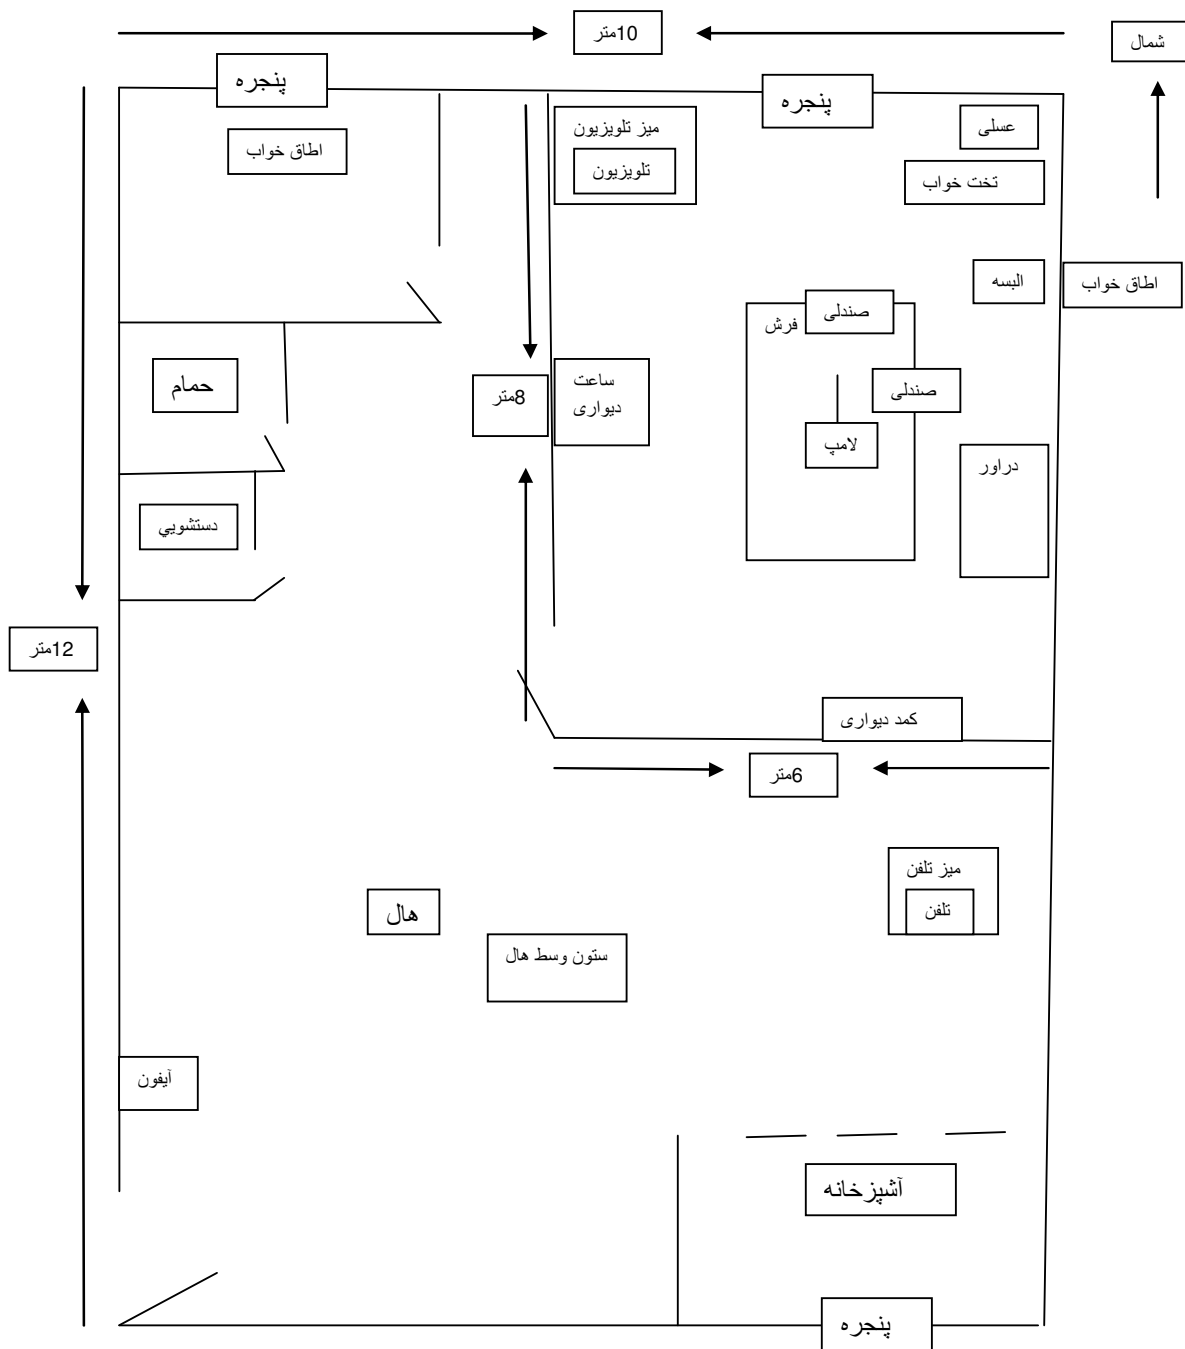 10متر
شمال
پنجره
پنجره
عسلی
میز تلویزیون
تلویزیون
اطاق خواب
تخت خواب
البسه
اطاق خواب
صندلی
فرش
ساعت
دیواری
8متر
حمام
صندلی
لامپ
دراور
دستشويي
12متر
کمد دیواری
6متر
میز تلفن
تلفن
هال
ستون وسط هال
آیفون
آشپزخانه
پنجره